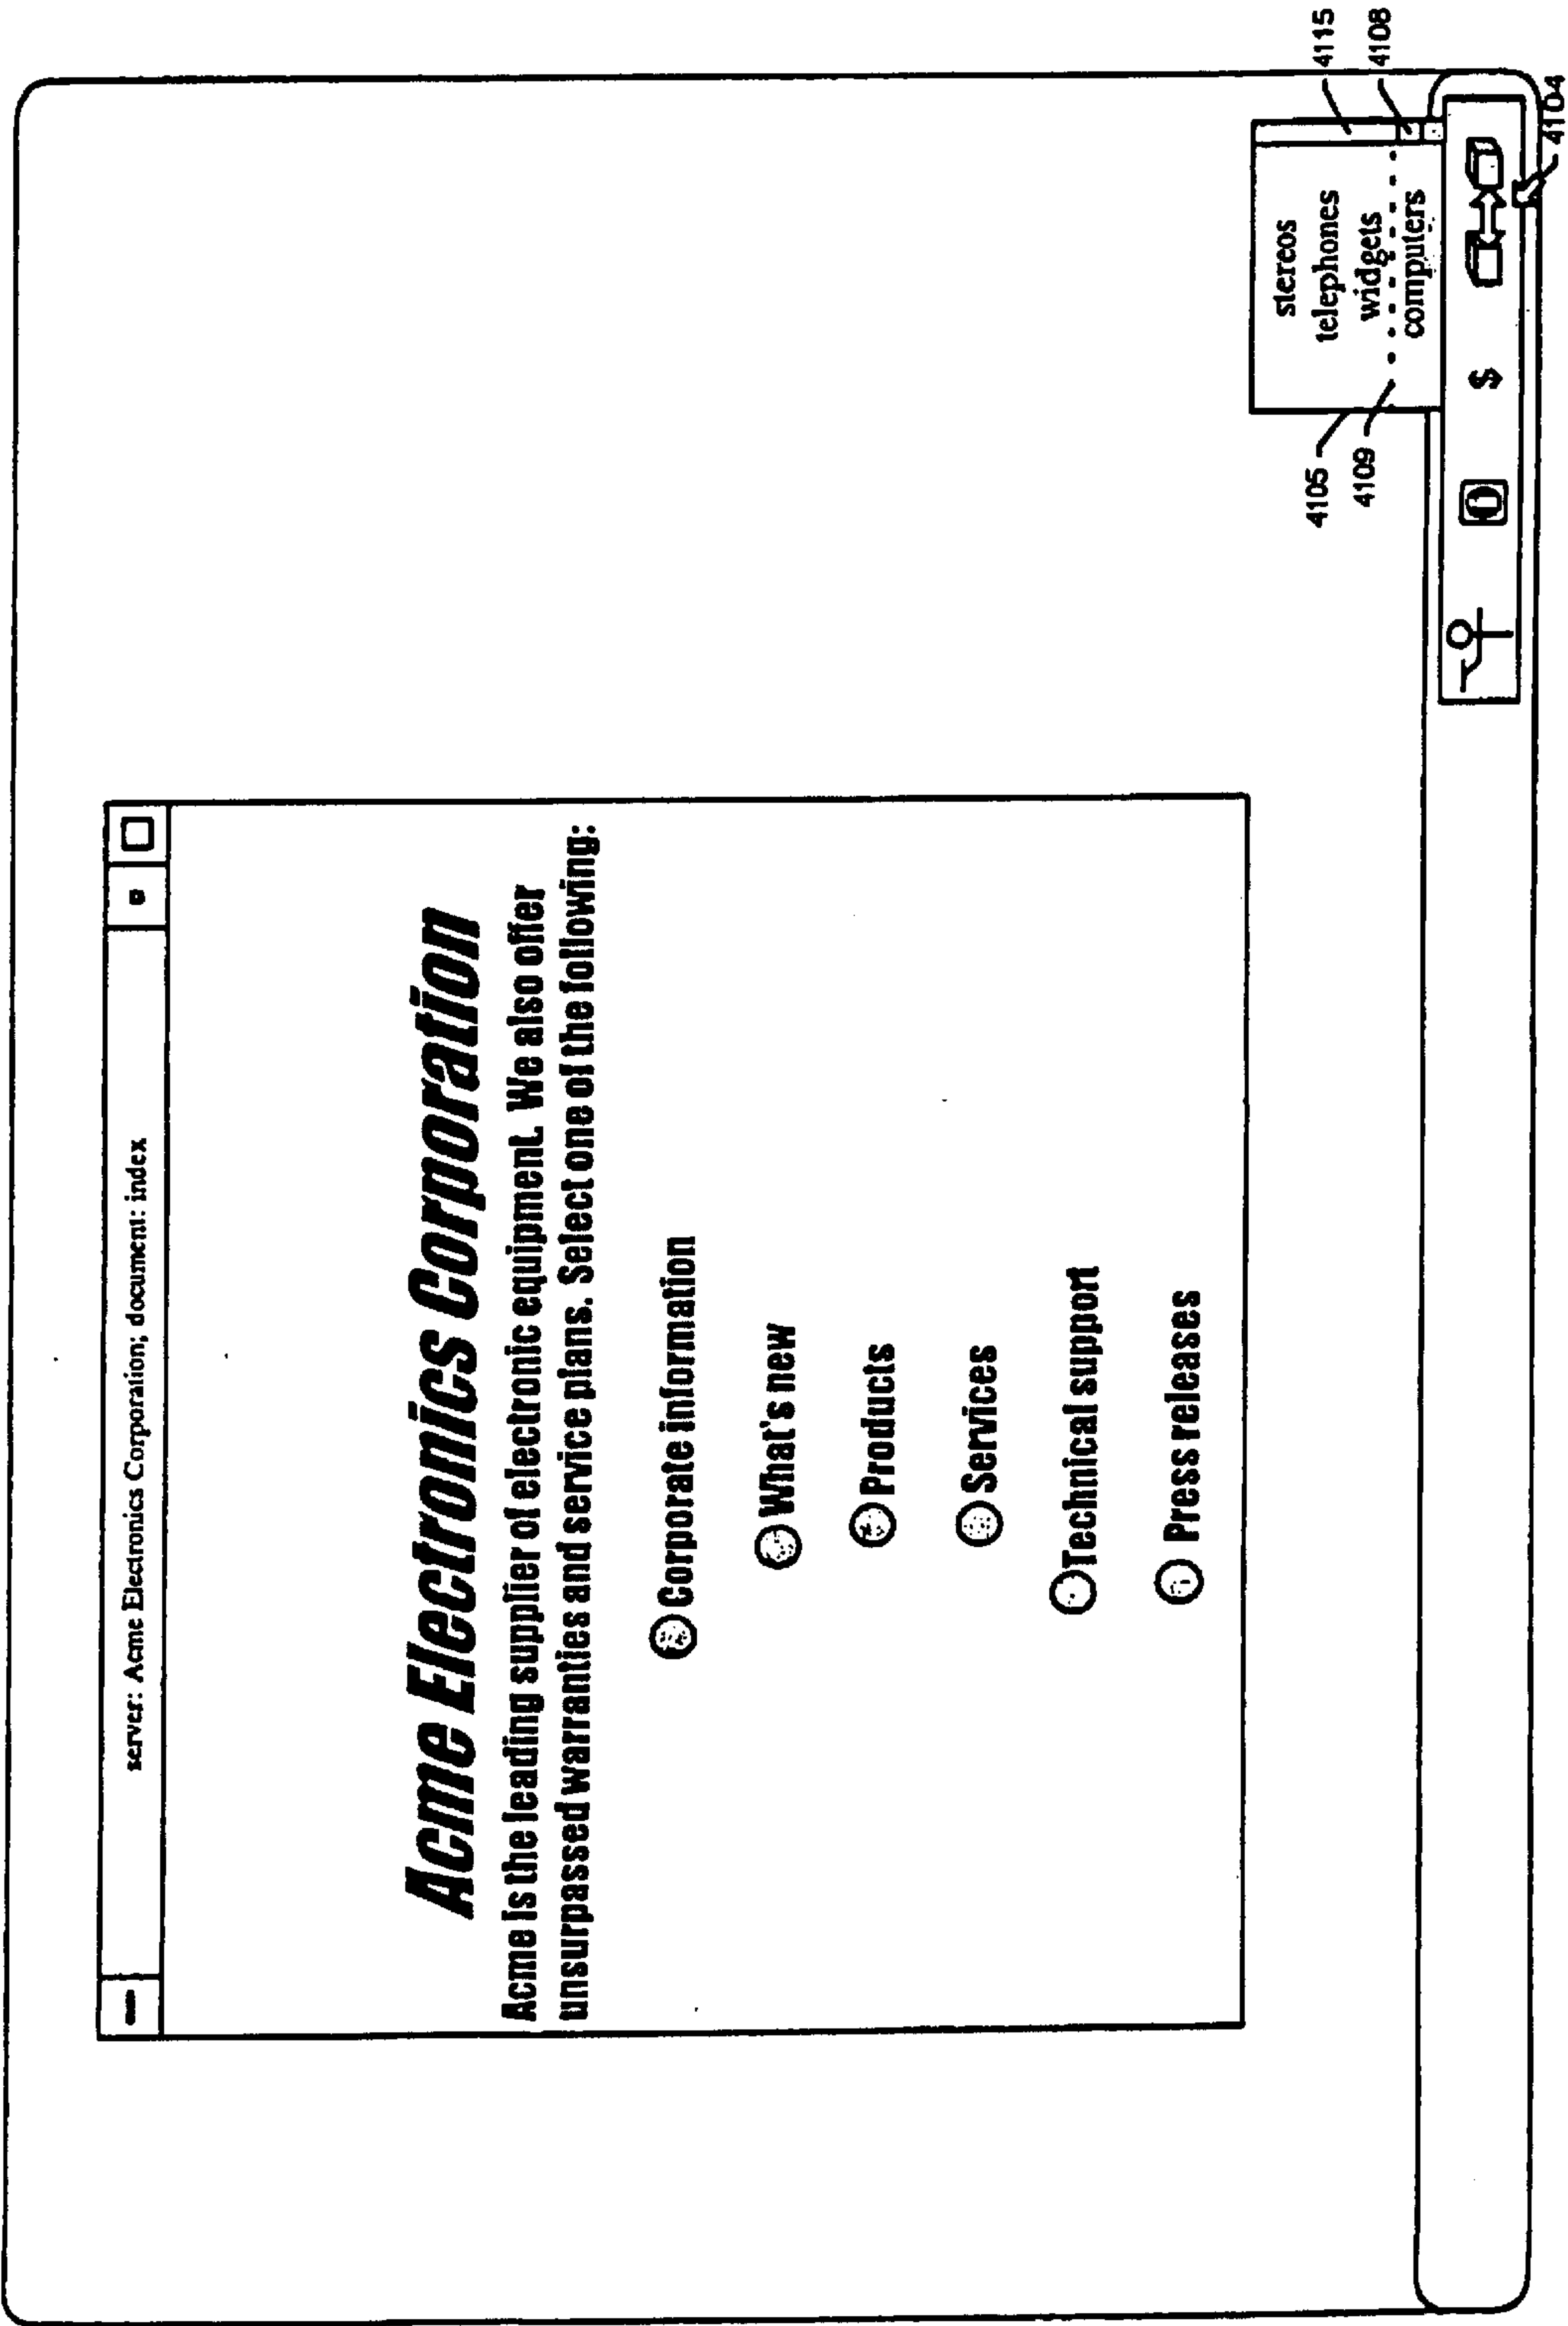 server: Acme Electronics Corporation; document: index
Acme Electronics Corporation
Acme is the leading supplier of electronic equipment. We also offer
unsurpassed warranties and service plans. Select one of the following:
Corporate information
What's new
Products
Services
Technical support
Press releases
stereos
telephones
widgets
computers
4105
4109
4115
4108
4104
$